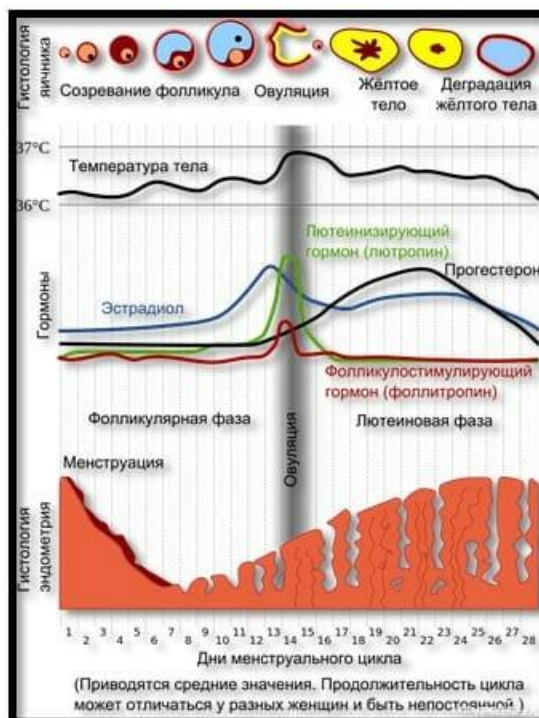 Гистология
яичника
Созревание фолликула
Овуляция
Жёлтое
тело
Деградация
жёлтого тела
37°C
Температура тела
36°C
Гормоны
Лютеинизирующий
гормон (лютропин)
Прогестерон
Эстрадиол
Фолликулостимулирующий
гормон (фоллитропин)
Фолликулярная фаза
Овуляция
Лютеиновая фаза
Менструация
Гистология
эндометрия
1 2 3 4 5 6 7 8 9 10 11 12 13 14 15 16 17 18 19 20 21 22 23 24 25 26 27 28
Дни менструального цикла
(Приводятся средние значения. Продолжительность цикла
может отличаться у разных женщин и быть непостоянной.)